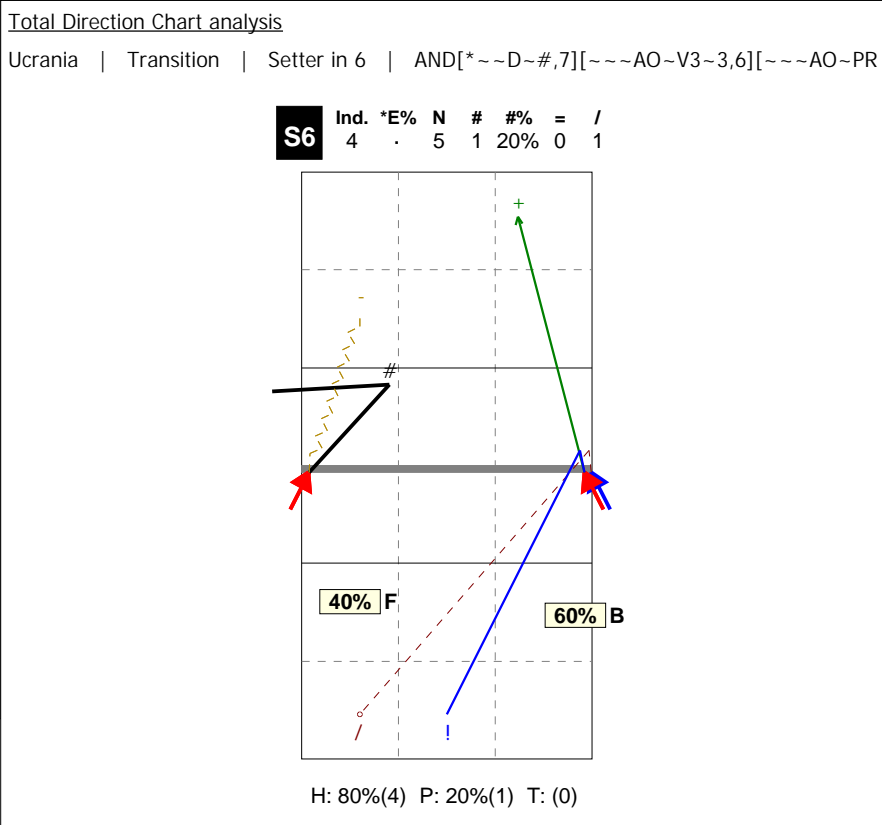 Total Direction Chart analysis
Ucrania | Transition | Setter in 6 | AND[*~~D~#,7][~~~AO~V3~3,6][~~~AO~PR
Ind. *E% N # #% = /
S6 4 . 5 1 20% 0 1
+
-
#
40% F
60% B
/
!
H: 80%(4) P: 20%(1) T: (0)